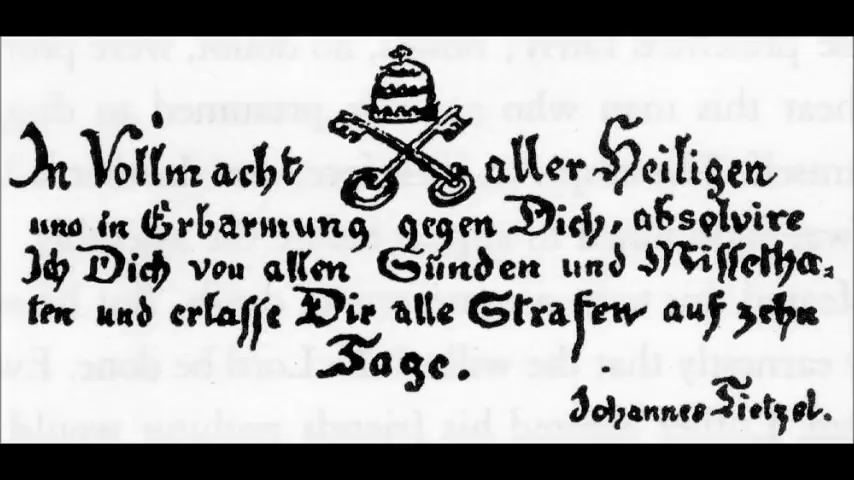 In Vollmacht aller Heiligen
und in Erbarmung gegen Dich, absolvire
Ich Dich von allen Sünden und Missetha=
ten und erlasse Dir alle Strafen auf zehn
Tage.
Johannes Tietzel.